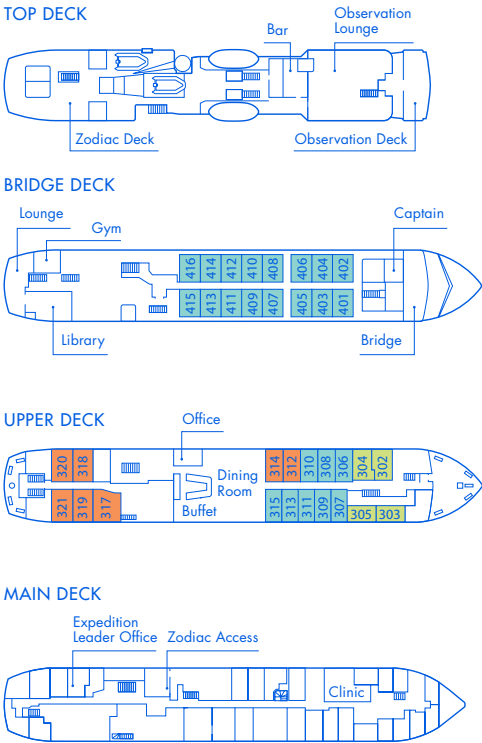 TOP DECK
Observation
Lounge
Bar
Zodiac Deck
Observation Deck
BRIDGE DECK
Lounge
Gym
Captain
416 414 412 410 408 406 404 402
415 413 411 409 407 405 403 401
Library
Bridge
UPPER DECK
Office
320 318 314 312 310 308 306 304 302
Dining
Room
321 319 317 315 313 311 309 307 305 303
Buffet
MAIN DECK
Expedition
Leader Office
Zodiac Access
Clinic